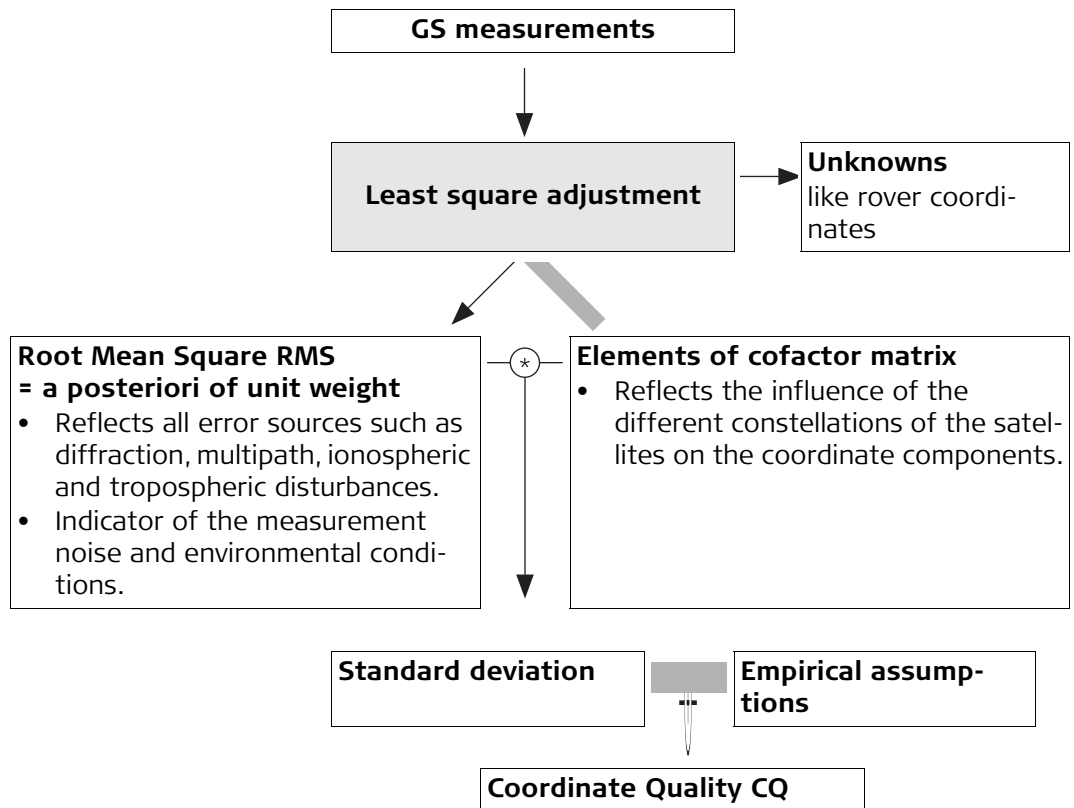 GS measurements
Least square adjustment
Unknowns
like rover coordi-
nates
Root Mean Square RMS
= a posteriori of unit weight
• Reflects all error sources such as
diffraction, multipath, ionospheric
and tropospheric disturbances.
• Indicator of the measurement
noise and environmental condi-
tions.
*
Elements of cofactor matrix
• Reflects the influence of the
different constellations of the satel-
lites on the coordinate components.
Standard deviation
Empirical assump-
tions
Coordinate Quality CQ